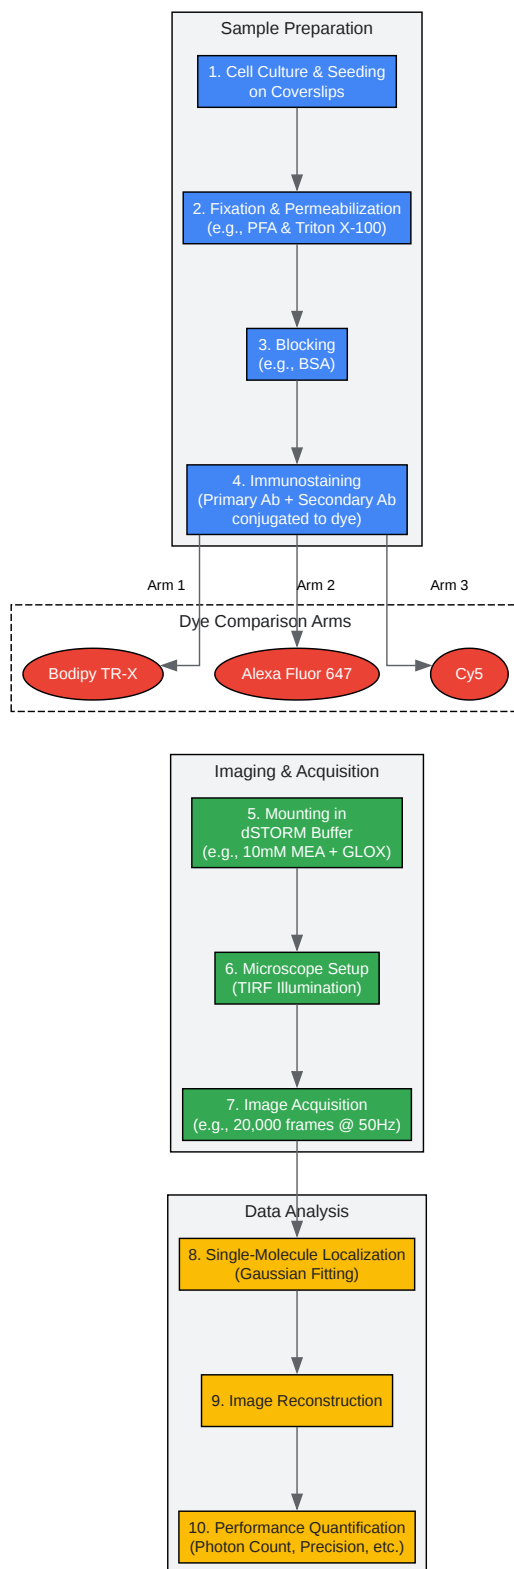 Sample Preparation
1. Cell Culture & Seeding
on Coverslips
2. Fixation & Permeabilization
(e.g., PFA & Triton X-100)
3. Blocking
(e.g., BSA)
4. Immunostaining
(Primary Ab + Secondary Ab
conjugated to dye)
Arm 1
Arm 2
Arm 3
Dye Comparison Arms
Bodipy TR-X
Alexa Fluor 647
Cy5
Imaging & Acquisition
5. Mounting in
dSTORM Buffer
(e.g., 10mM MEA + GLOX)
6. Microscope Setup
(TIRF Illumination)
7. Image Acquisition
(e.g., 20,000 frames @ 50Hz)
Data Analysis
8. Single-Molecule Localization
(Gaussian Fitting)
9. Image Reconstruction
10. Performance Quantification
(Photon Count, Precision, etc.)